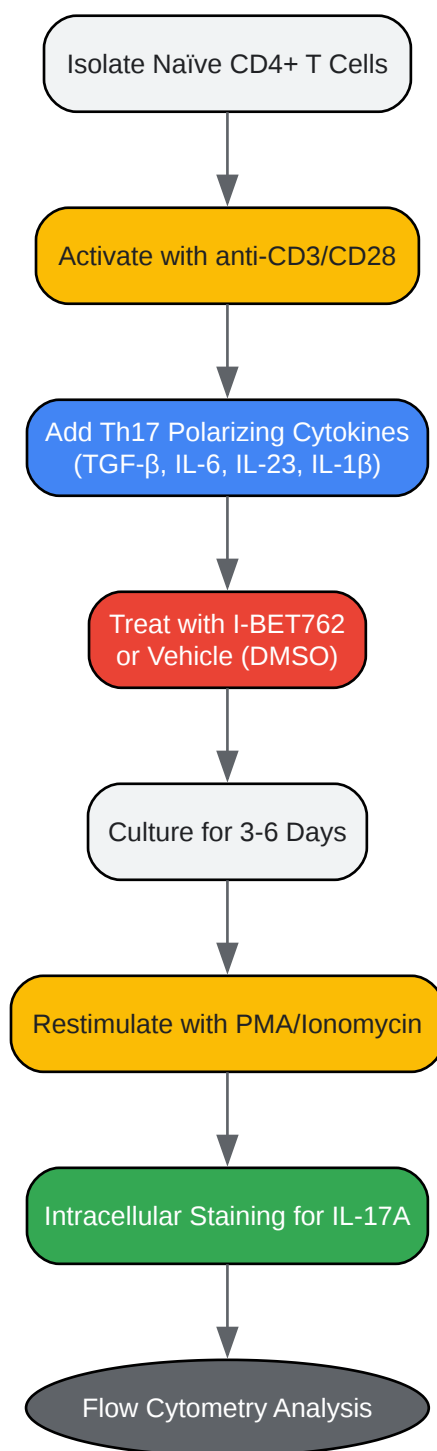 Isolate Naïve CD4+ T Cells
Activate with anti-CD3/CD28
Add Th17 Polarizing Cytokines
(TGF-β, IL-6, IL-23, IL-1β)
Treat with I-BET762
or Vehicle (DMSO)
Culture for 3-6 Days
Restimulate with PMA/Ionomycin
Intracellular Staining for IL-17A
Flow Cytometry Analysis